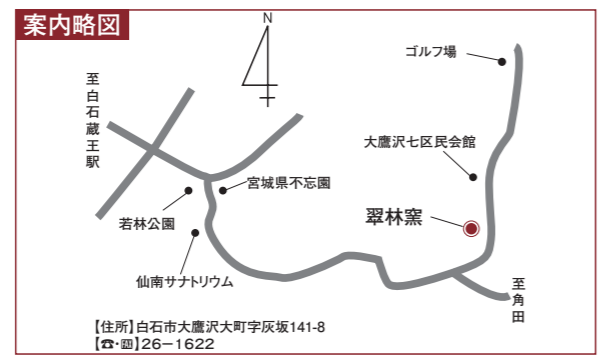 案内略図
N
ゴルフ場
至白石蔵王駅
大鷹沢七区民会館
宮城県不忘園
翠林窯
若林公園
仙南サナトリウム
至角田
【住所】白石市大鷹沢大町字灰坂141-8
【☎・℻】26−1622